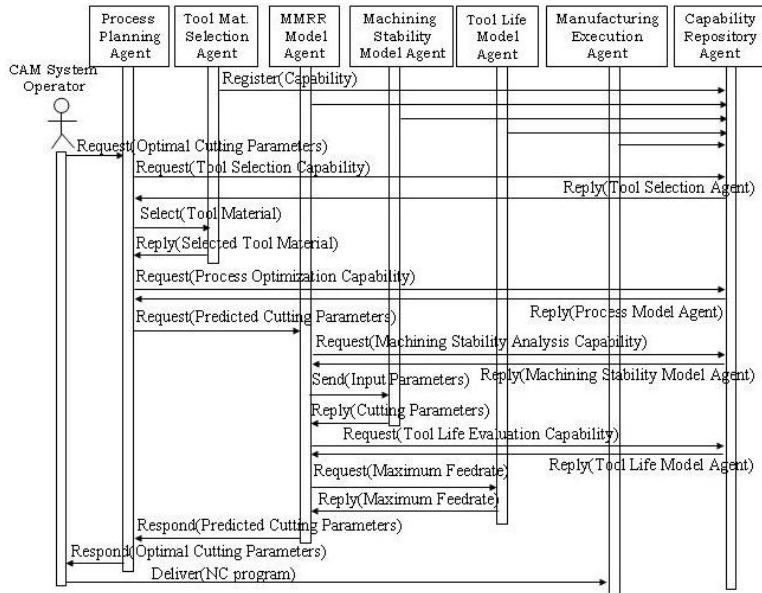 Process
Planning
Agent
Tool Mat.
Selection
Agent
MMRR
Model
Agent
Machining
Stability
Model Agent
Tool Life
Model
Agent
Manufacturing
Execution
Agent
Capability
Repository
Agent
CAM System
Operator
Register(Capability)
Request(Optimal Cutting Parameters)
Request(Tool Selection Capability)
Reply(Tool Selection Agent)
Select(Tool Material)
Reply(Selected Tool Material)
Request(Process Optimization Capability)
Reply(Process Model Agent)
Request(Predicted Cutting Parameters)
Request(Machining Stability Analysis Capability)
Reply(Machining Stability Model Agent)
Send(Input Parameters)
Reply(Cutting Parameters)
Request(Tool Life Evaluation Capability)
Reply(Tool Life Model Agent)
Request(Maximum Feedrate)
Reply(Maximum Feedrate)
Respond(Predicted Cutting Parameters)
Respond(Optimal Cutting Parameters)
Deliver(NC program)